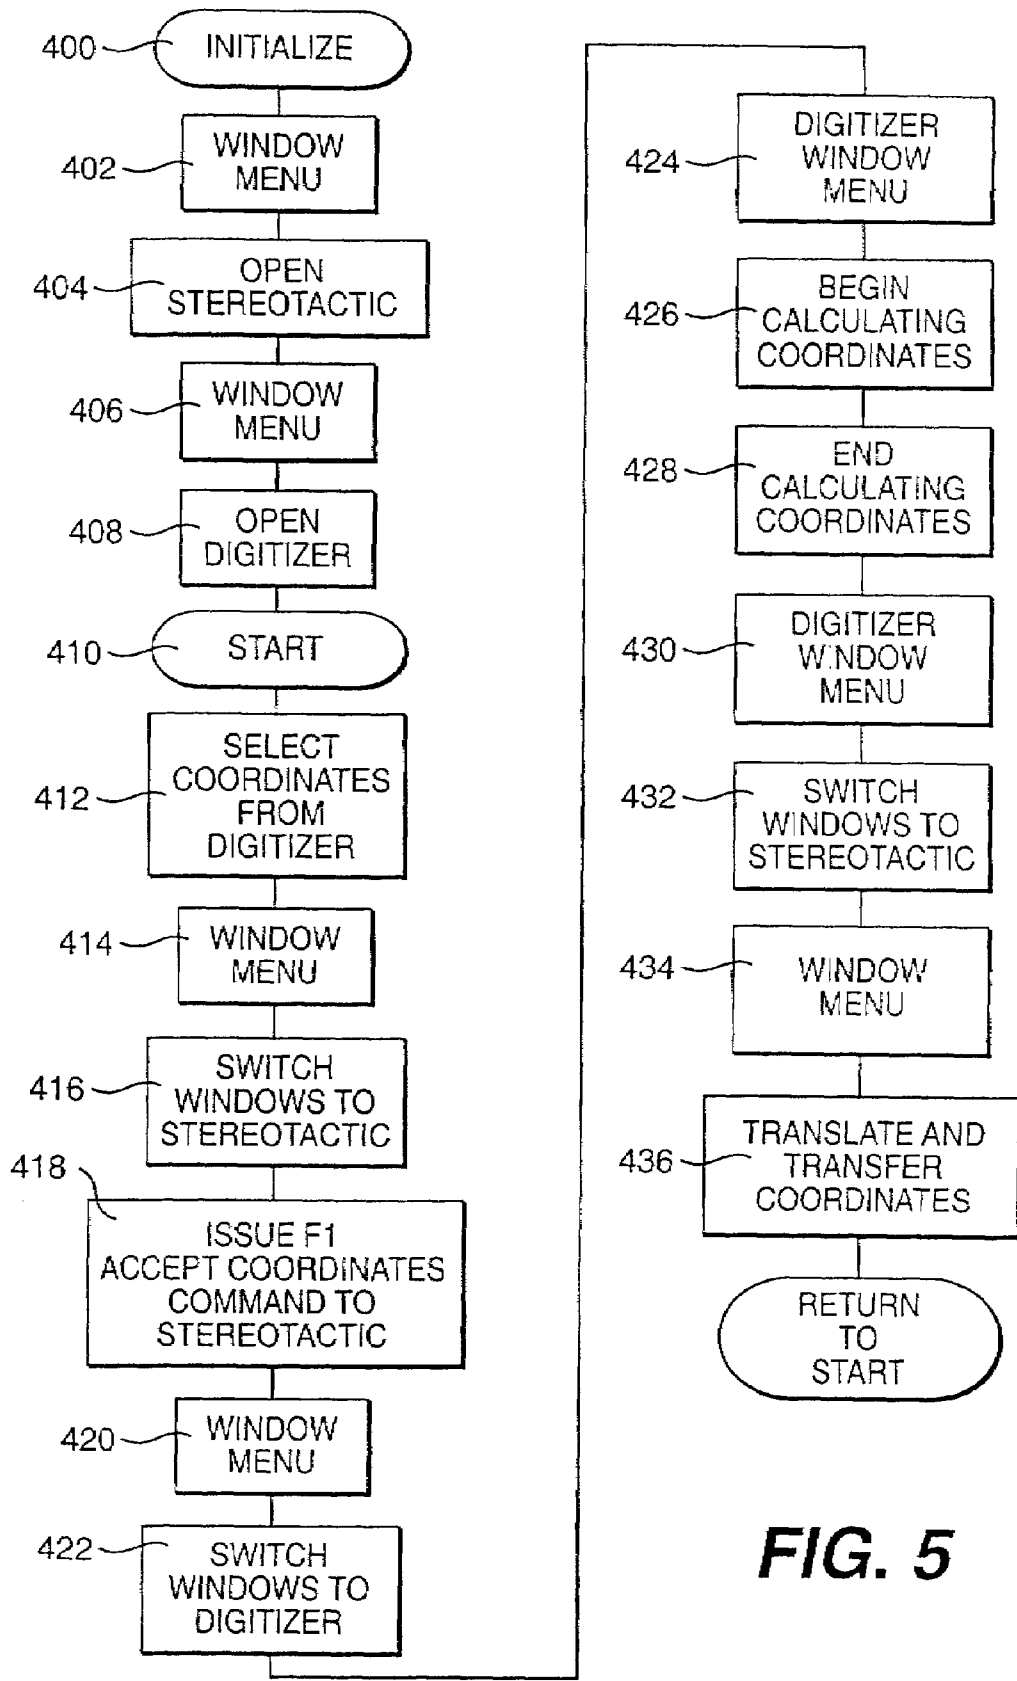 400
INITIALIZE
402
WINDOW
MENU
404
OPEN
STEREOTACTIC
406
WINDOW
MENU
408
OPEN
DIGITIZER
410
START
412
SELECT
COORDINATES
FROM
DIGITIZER
414
WINDOW
MENU
416
SWITCH
WINDOWS TO
STEREOTACTIC
418
ISSUE F1
ACCEPT COORDINATES
COMMAND TO
STEREOTACTIC
420
WINDOW
MENU
422
SWITCH
WINDOWS TO
DIGITIZER
424
DIGITIZER
WINDOW
MENU
426
BEGIN
CALCULATING
COORDINATES
428
END
CALCULATING
COORDINATES
430
DIGITIZER
WINDOW
MENU
432
SWITCH
WINDOWS TO
STEREOTACTIC
434
WINDOW
MENU
436
TRANSLATE AND
TRANSFER
COORDINATES
RETURN
TO
START
FIG. 5